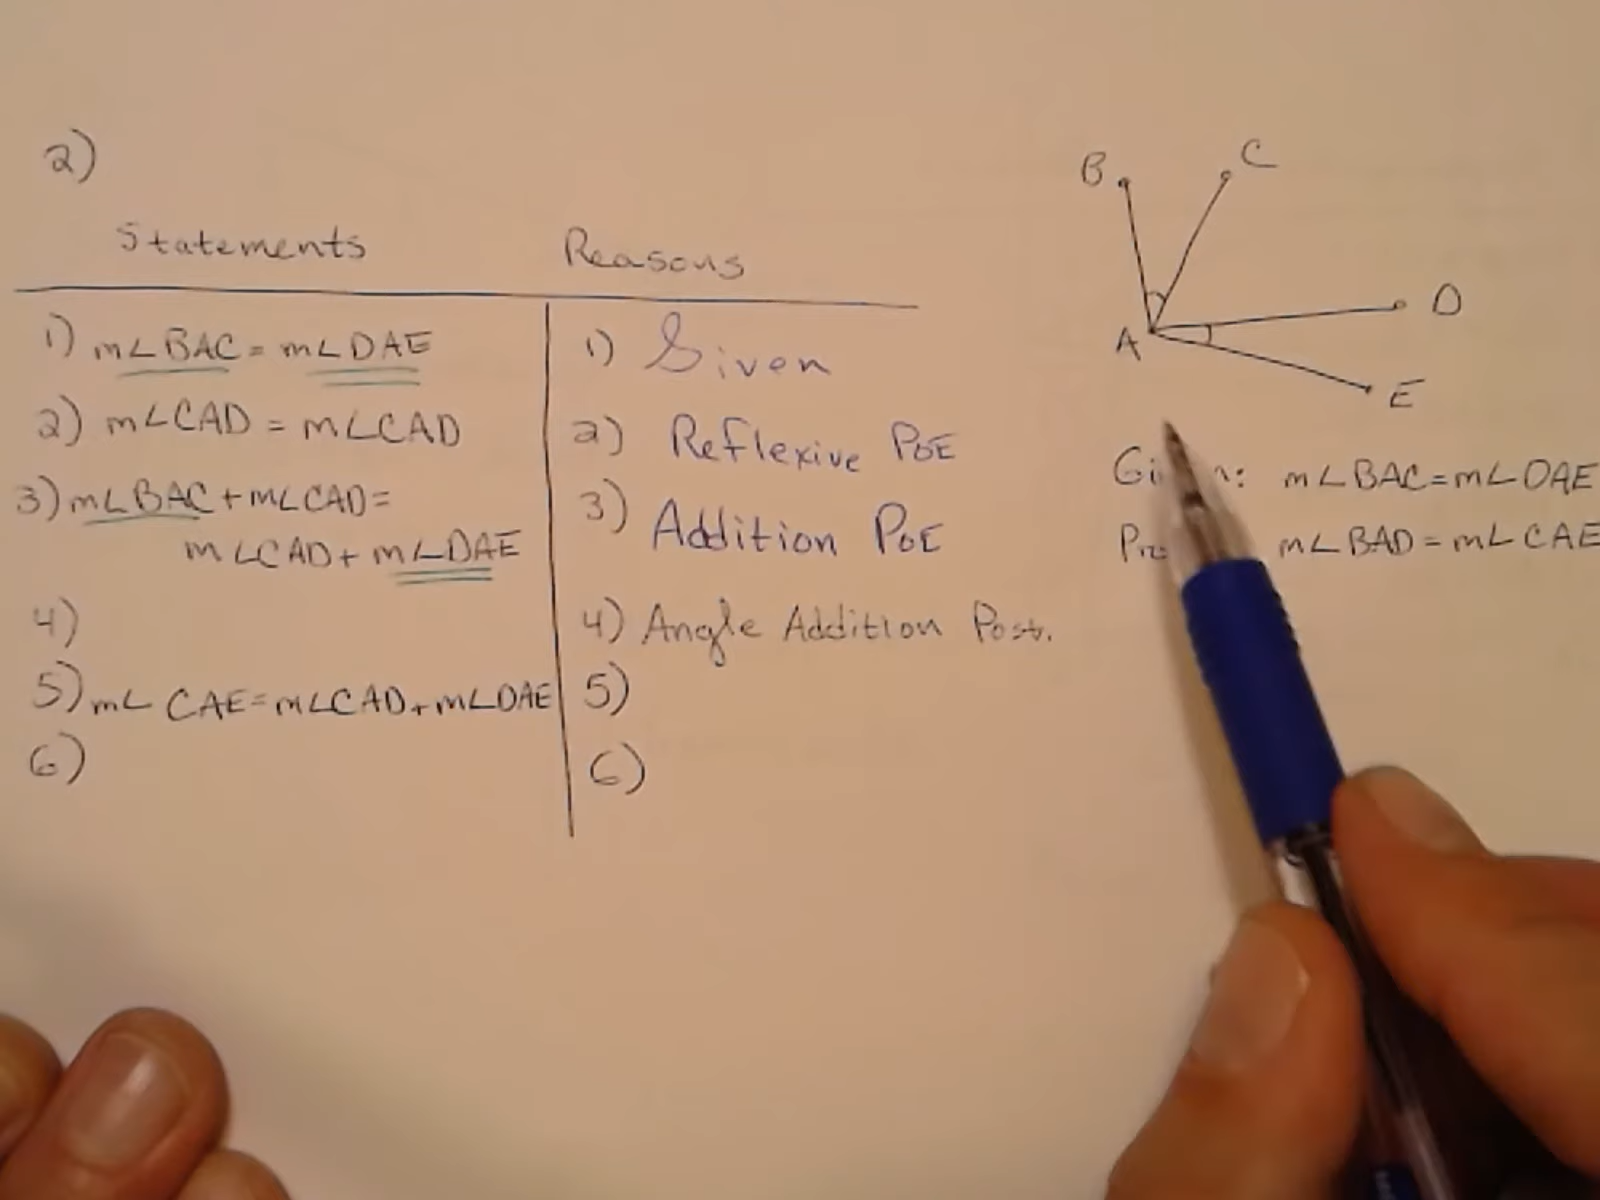 2)
Statements Reasons
1) m∠BAC = m∠DAE 1) Given
2) m∠CAD = m∠CAD 2) Reflexive PoE
3) m∠BAC + m∠CAD = 3) Addition PoE
m∠CAD + m∠DAE
4) 4) Angle Addition Post.
5) m∠CAE = m∠CAD + m∠DAE 5)
6) 6)
B C
D
A
E
m∠BAC = m∠DAE
m∠BAD = m∠CAE